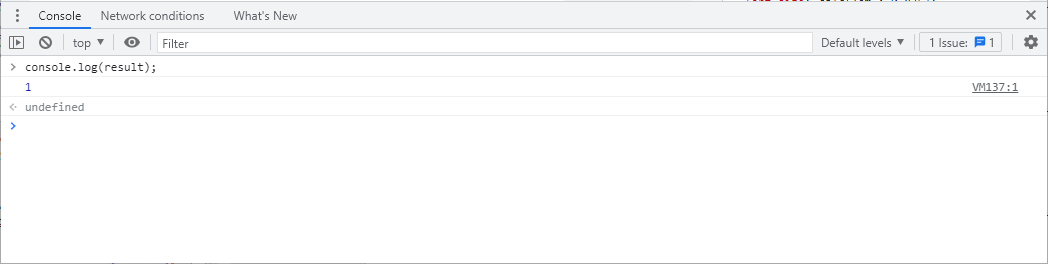 Console Network conditions What's New
top Filter Default levels 1 Issue: 1
console.log(result);
1 VM137:1
undefined